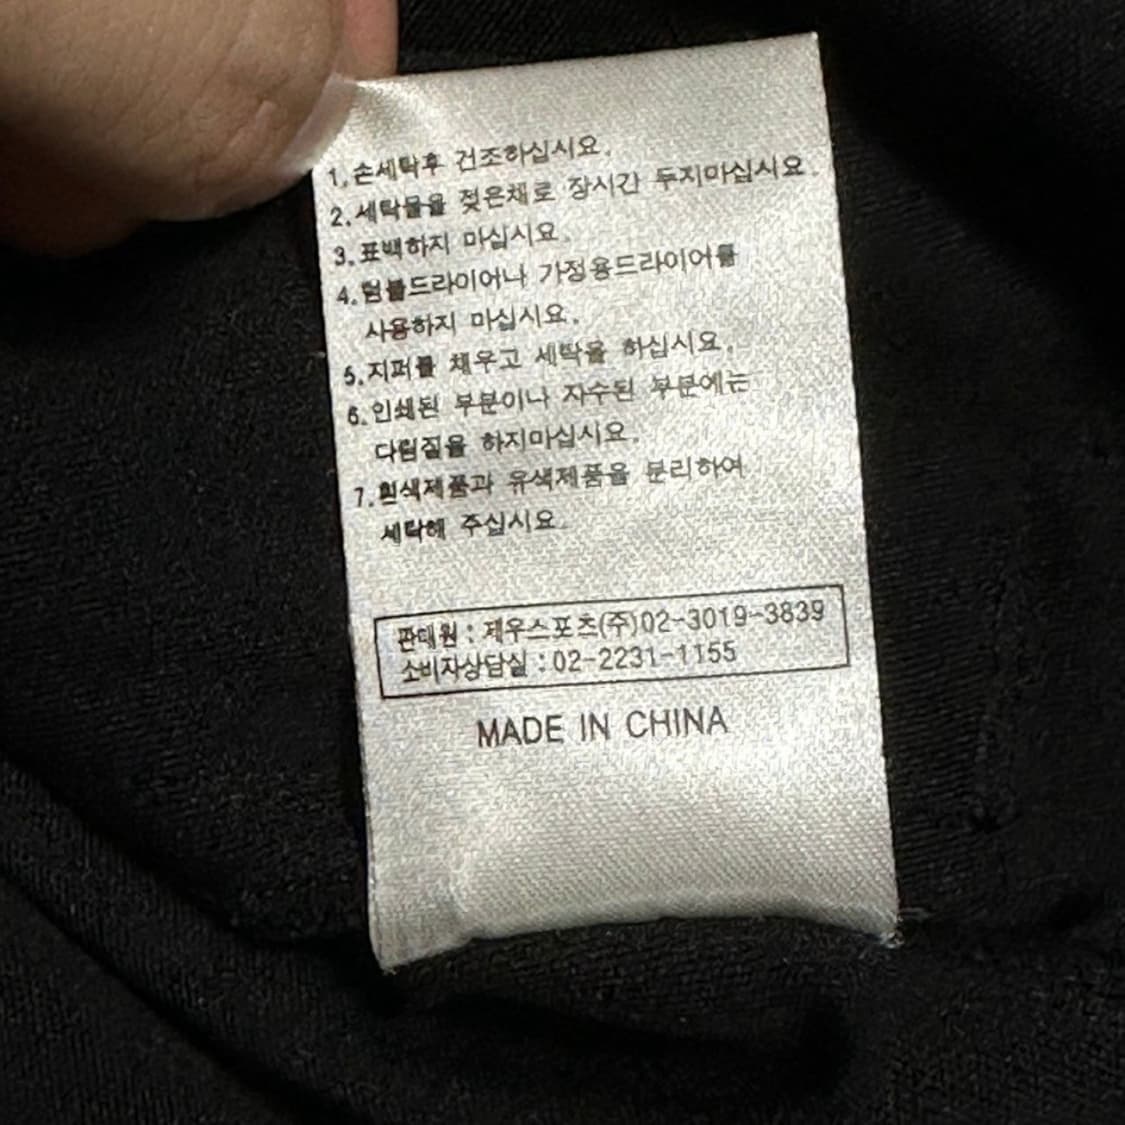 1.손세탁후 건조하십시요.
2.세탁물을 젖은채로 장시간 두지마십시요.
3.표백하지 마십시요.
4.텀블드라이어나 가정용드라이어를
사용하지 마십시요.
5.지퍼를 채우고 세탁을 하십시요.
6.인쇄된 부분이나 자수된 부분에는
다림질을 하지마십시요.
7.흰색제품과 유색제품을 분리하여
세탁해 주십시요.
판매원 : 제우스포츠(주)02-3019-3839
소비자상담실 : 02-2231-1155
MADE IN CHINA